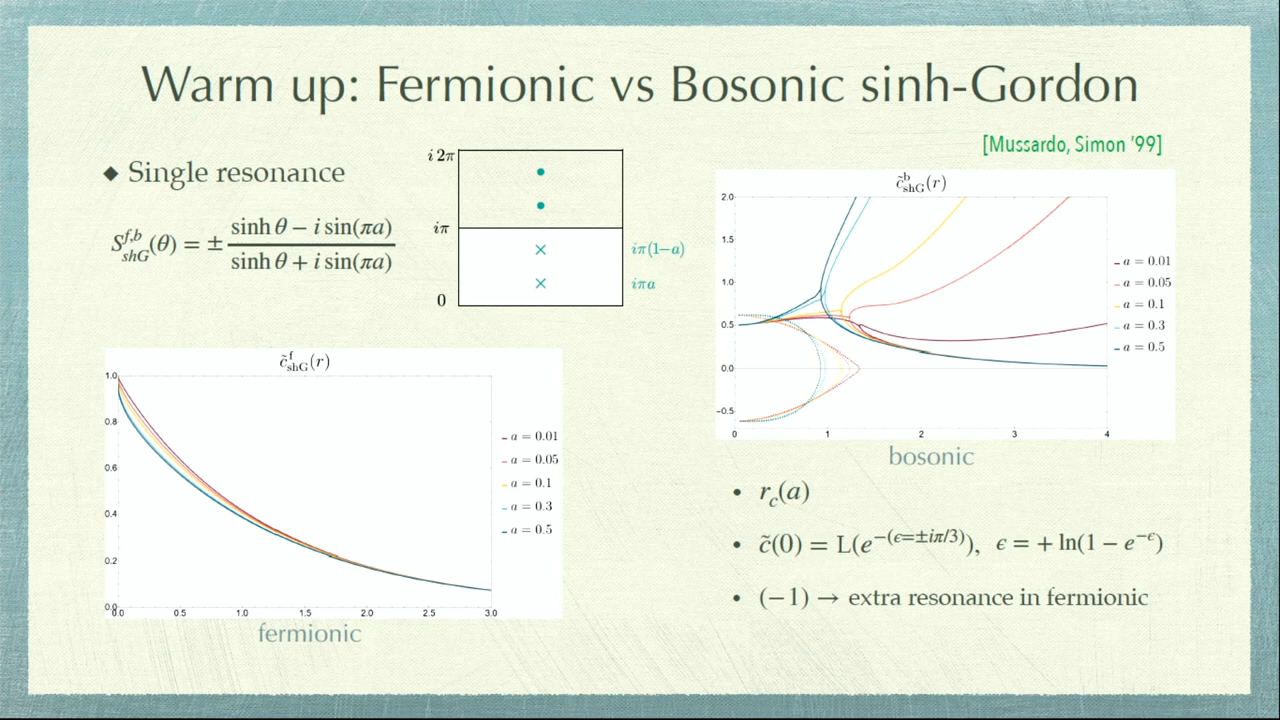 Warm up: Fermionic vs Bosonic sinh-Gordon
[Mussardo, Simon '99]
◆ Single resonance
S^{f,b}_{shG}(θ) = ± (sinh θ − i sin(πa)) / (sinh θ + i sin(πa))
i 2π
iπ
0
iπ(1−a)
iπa
c̃^b_{shG}(r)
2.0
1.5
1.0
0.5
0.0
−0.5
0 1 2 3 4
a = 0.01
a = 0.05
a = 0.1
a = 0.3
a = 0.5
bosonic
c̃^f_{shG}(r)
1.0
0.8
0.6
0.4
0.2
0.0
0.0 0.5 1.0 1.5 2.0 2.5 3.0
a = 0.01
a = 0.05
a = 0.1
a = 0.3
a = 0.5
fermionic
• r_c(a)
• c̃(0) = L(e^{−(ϵ=±iπ/3)}), ϵ = + ln(1 − e^{−ϵ})
• (−1) → extra resonance in fermionic